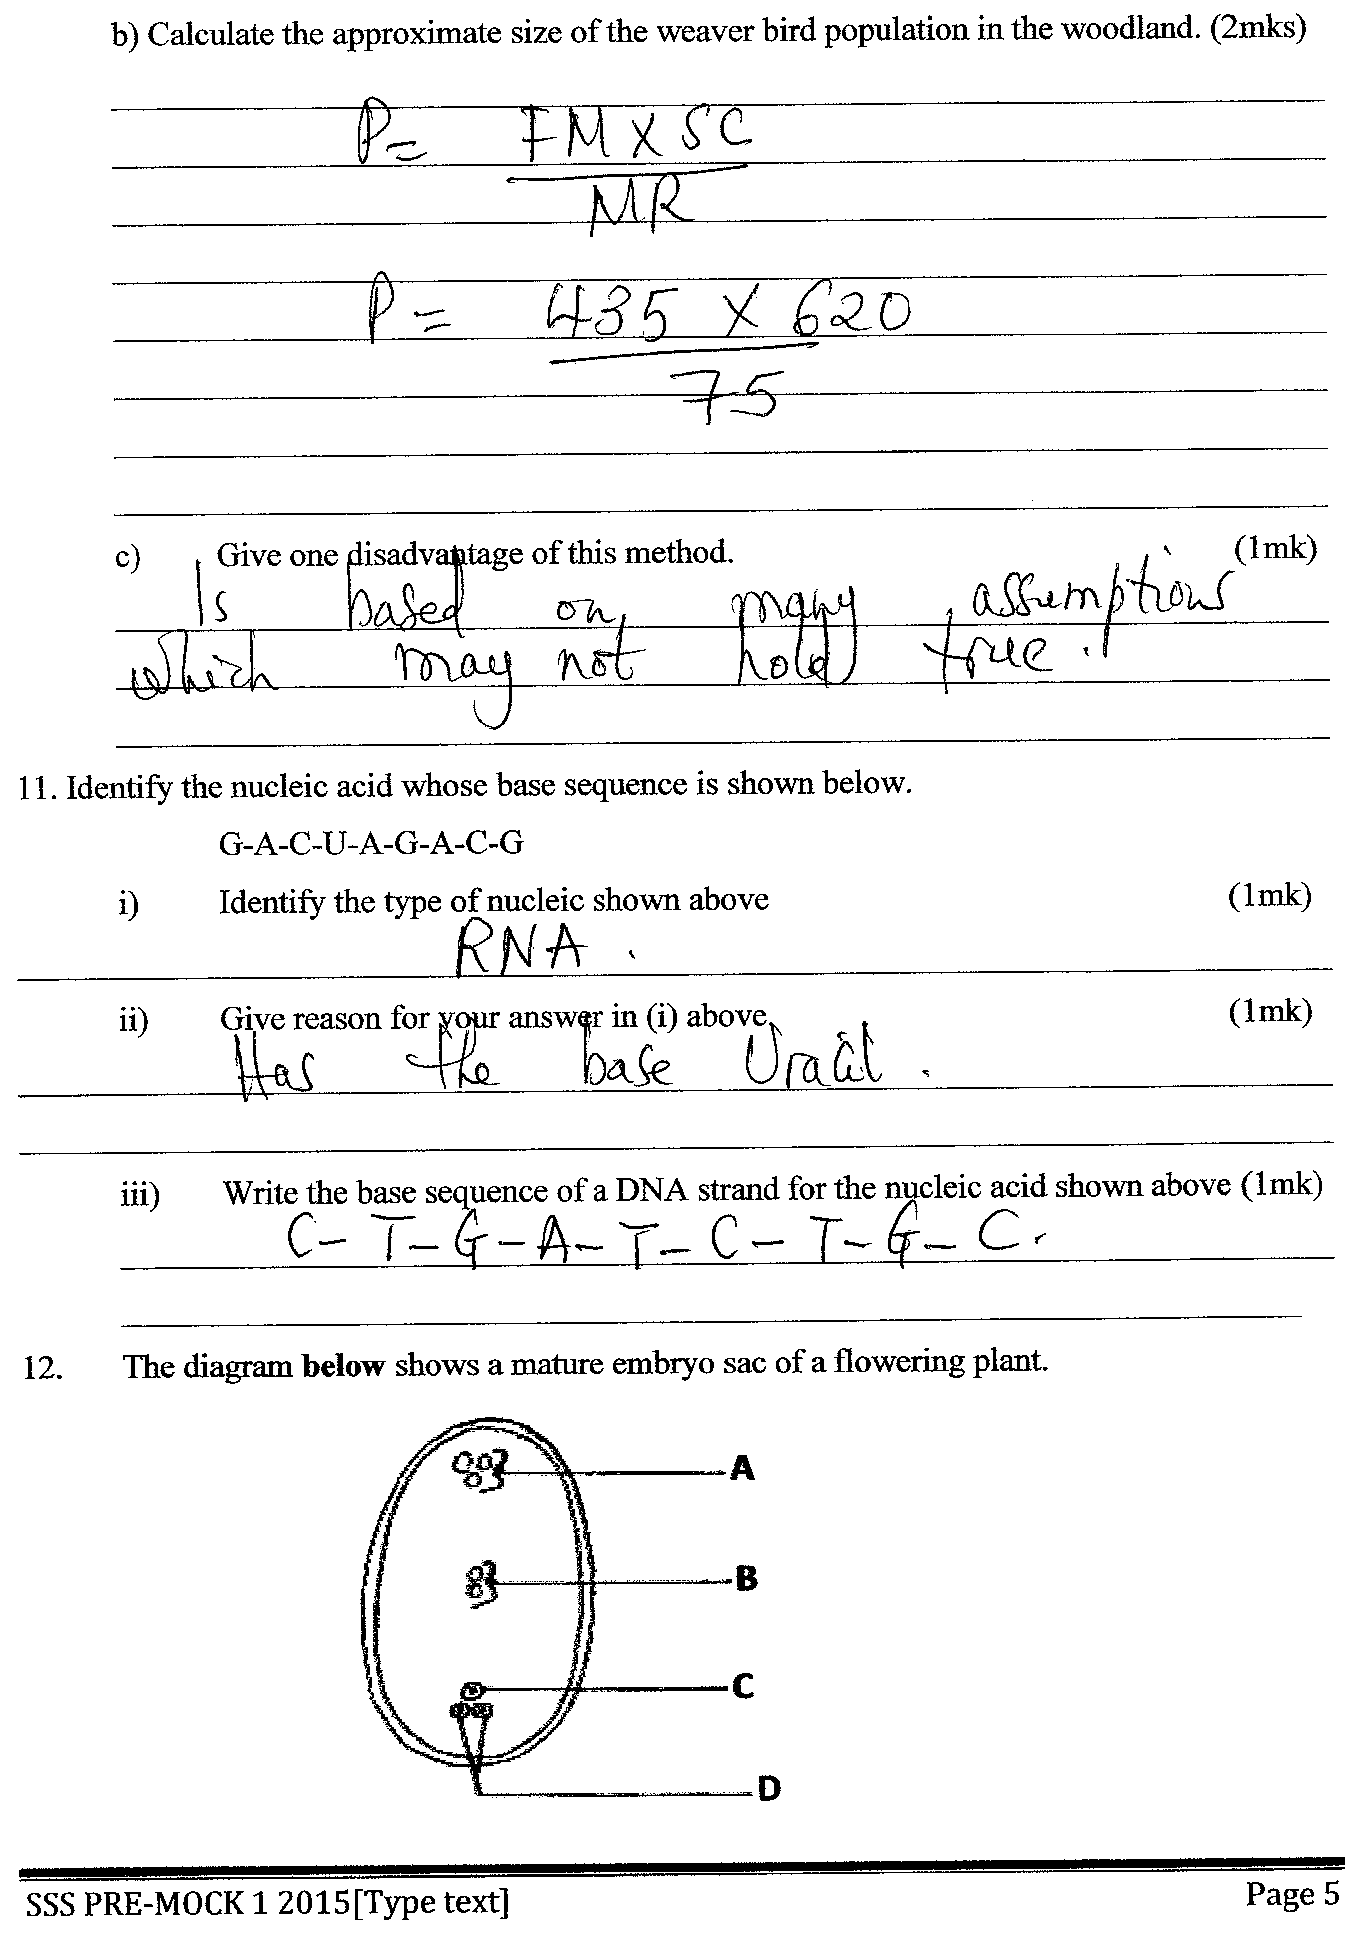 b) Calculate the approximate size of the weaver bird population in the woodland. (2mks)
P = FM X SC
MR
P = 435 X 620
75
c) Give one disadvantage of this method. (1mk)
Is based on many assumptions
which may not hold true.
11. Identify the nucleic acid whose base sequence is shown below.
G-A-C-U-A-G-A-C-G
i) Identify the type of nucleic shown above (1mk)
RNA.
ii) Give reason for your answer in (i) above. (1mk)
Has the base Uracil.
iii) Write the base sequence of a DNA strand for the nucleic acid shown above (1mk)
C - T - G - A - T - C - T - G - C.
12. The diagram below shows a mature embryo sac of a flowering plant.
A
B
C
D
SSS PRE-MOCK 1 2015[Type text] Page 5